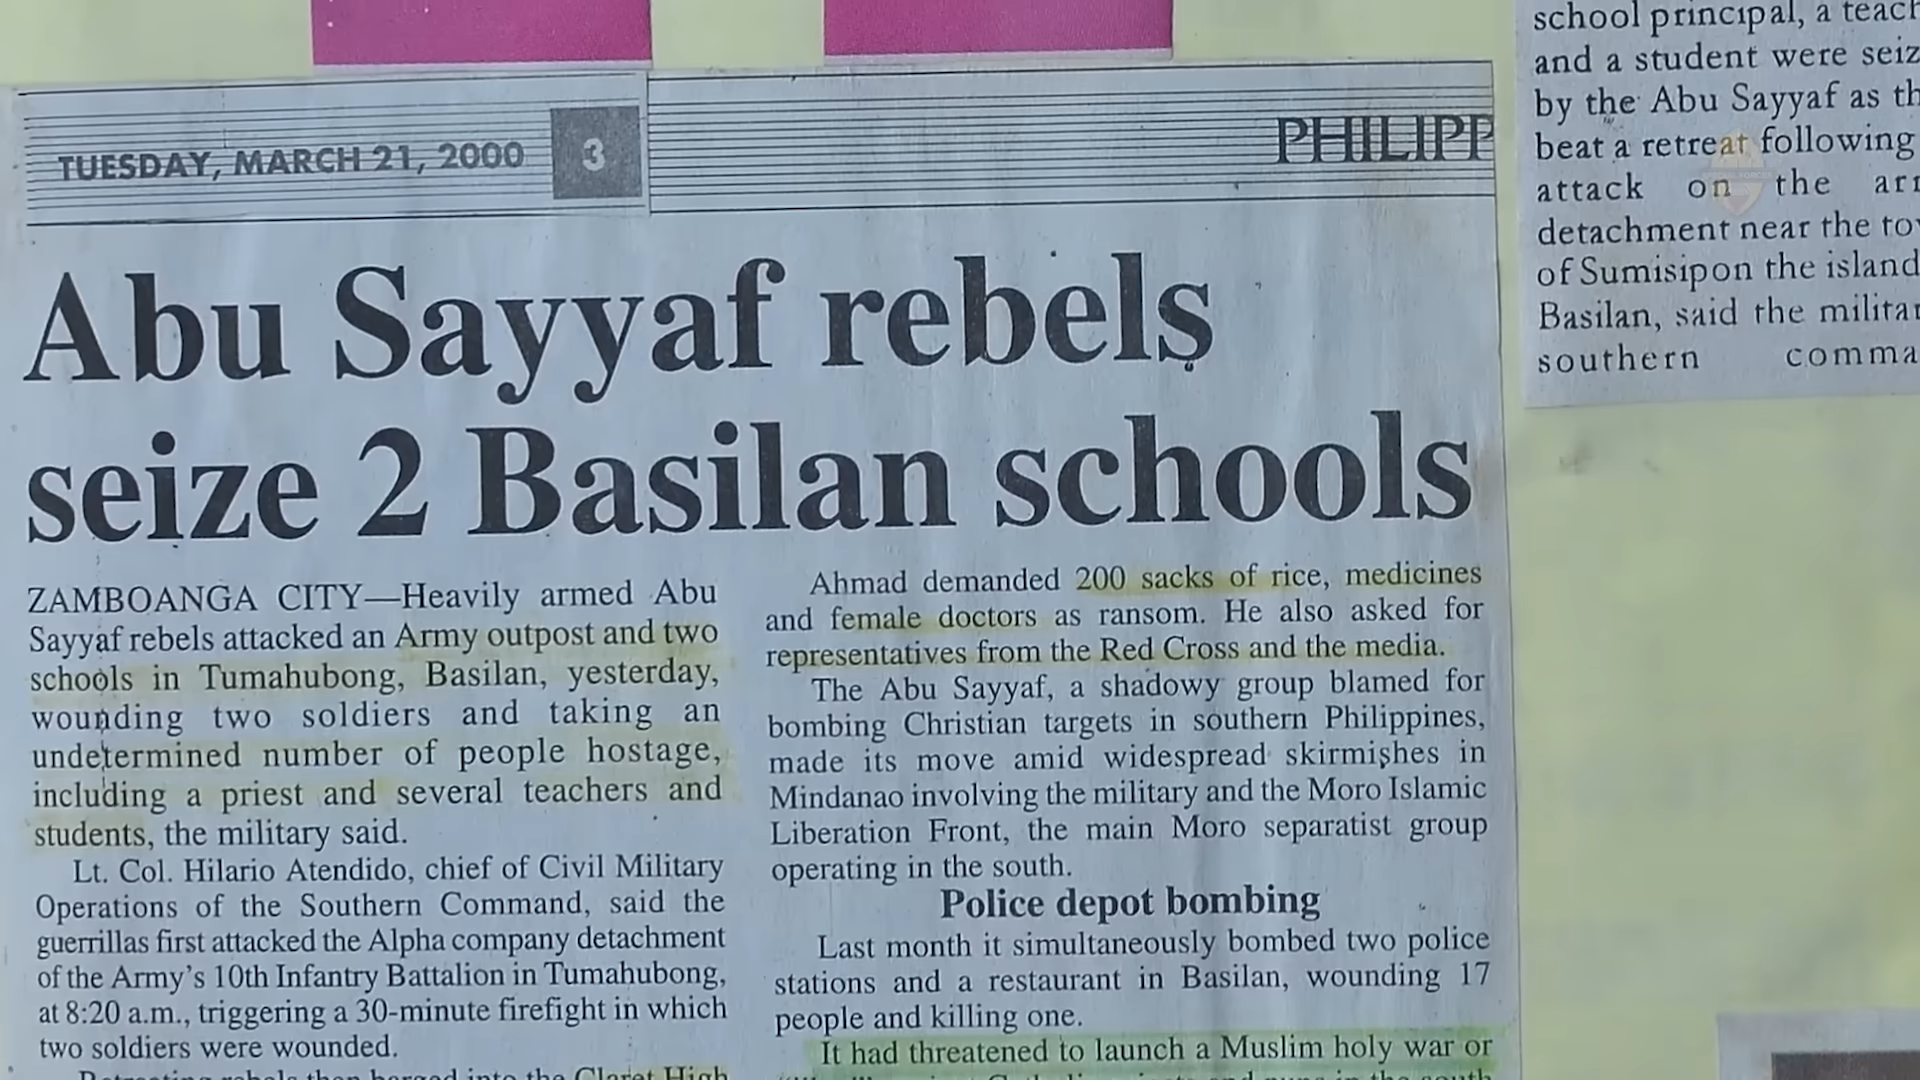 TUESDAY, MARCH 21, 2000 3
PHILIPP
Abu Sayyaf rebels
seize 2 Basilan schools
ZAMBOANGA CITY—Heavily armed Abu
Sayyaf rebels attacked an Army outpost and two
schools in Tumahubong, Basilan, yesterday,
wounding two soldiers and taking an
undetermined number of people hostage,
including a priest and several teachers and
students, the military said.
Lt. Col. Hilario Atendido, chief of Civil Military
Operations of the Southern Command, said the
guerrillas first attacked the Alpha company detachment
of the Army's 10th Infantry Battalion in Tumahubong,
at 8:20 a.m., triggering a 30-minute firefight in which
two soldiers were wounded.
Retreating rebels then barged into the Claret High
Ahmad demanded 200 sacks of rice, medicines
and female doctors as ransom. He also asked for
representatives from the Red Cross and the media.
The Abu Sayyaf, a shadowy group blamed for
bombing Christian targets in southern Philippines,
made its move amid widespread skirmishes in
Mindanao involving the military and the Moro Islamic
Liberation Front, the main Moro separatist group
operating in the south.
Police depot bombing
Last month it simultaneously bombed two police
stations and a restaurant in Basilan, wounding 17
people and killing one.
It had threatened to launch a Muslim holy war or
school principal, a teach
and a student were seiz
by the Abu Sayyaf as th
beat a retreat following
attack on the arr
detachment near the to
of Sumisipon the island
Basilan, said the militar
southern comma